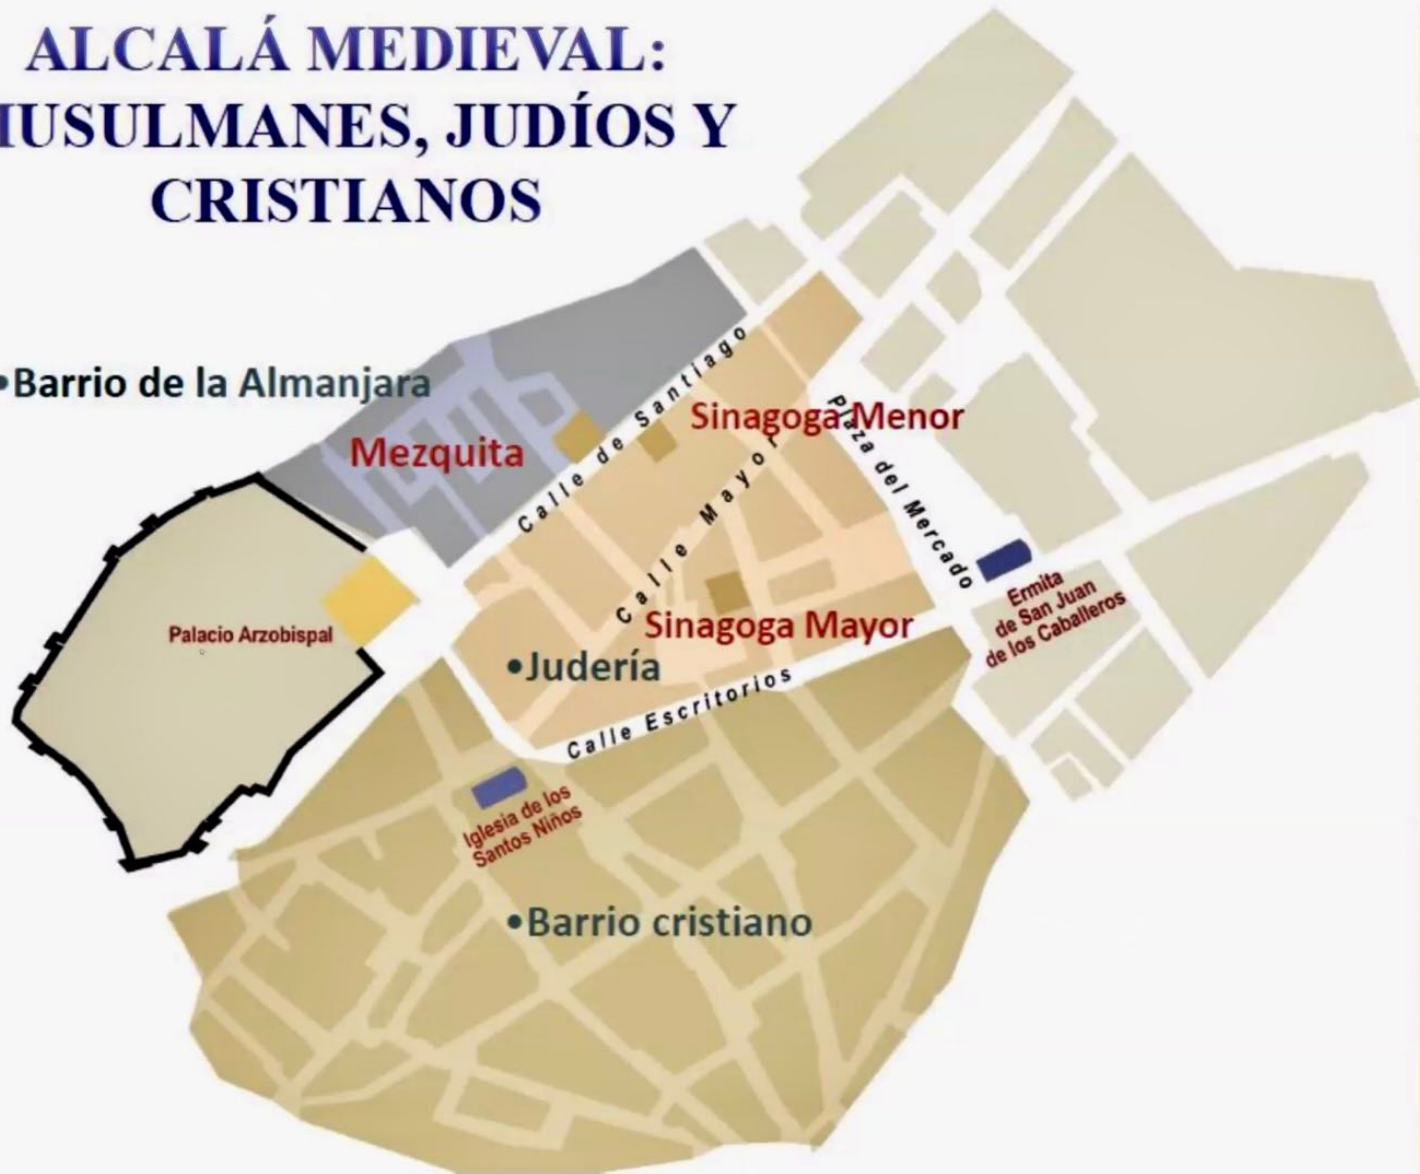 ALCALÁ MEDIEVAL:
IUSULMANES, JUDÍOS Y
CRISTIANOS
•Barrio de la Almanjara
Mezquita
Calle de Santiago
Sinagoga Menor
Calle Mayor
Plaza del Mercado
Ermita
de San Juan
de los Caballeros
Palacio Arzobispal
Sinagoga Mayor
•Judería
Calle Escritorios
Iglesia de los
Santos Niños
•Barrio cristiano